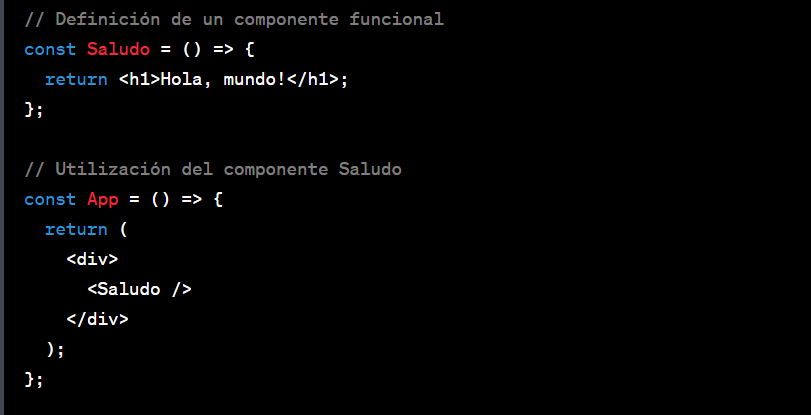 // Definición de un componente funcional
const Saludo = () => {
  return <h1>Hola, mundo!</h1>;
};

// Utilización del componente Saludo
const App = () => {
  return (
    <div>
      <Saludo />
    </div>
  );
};